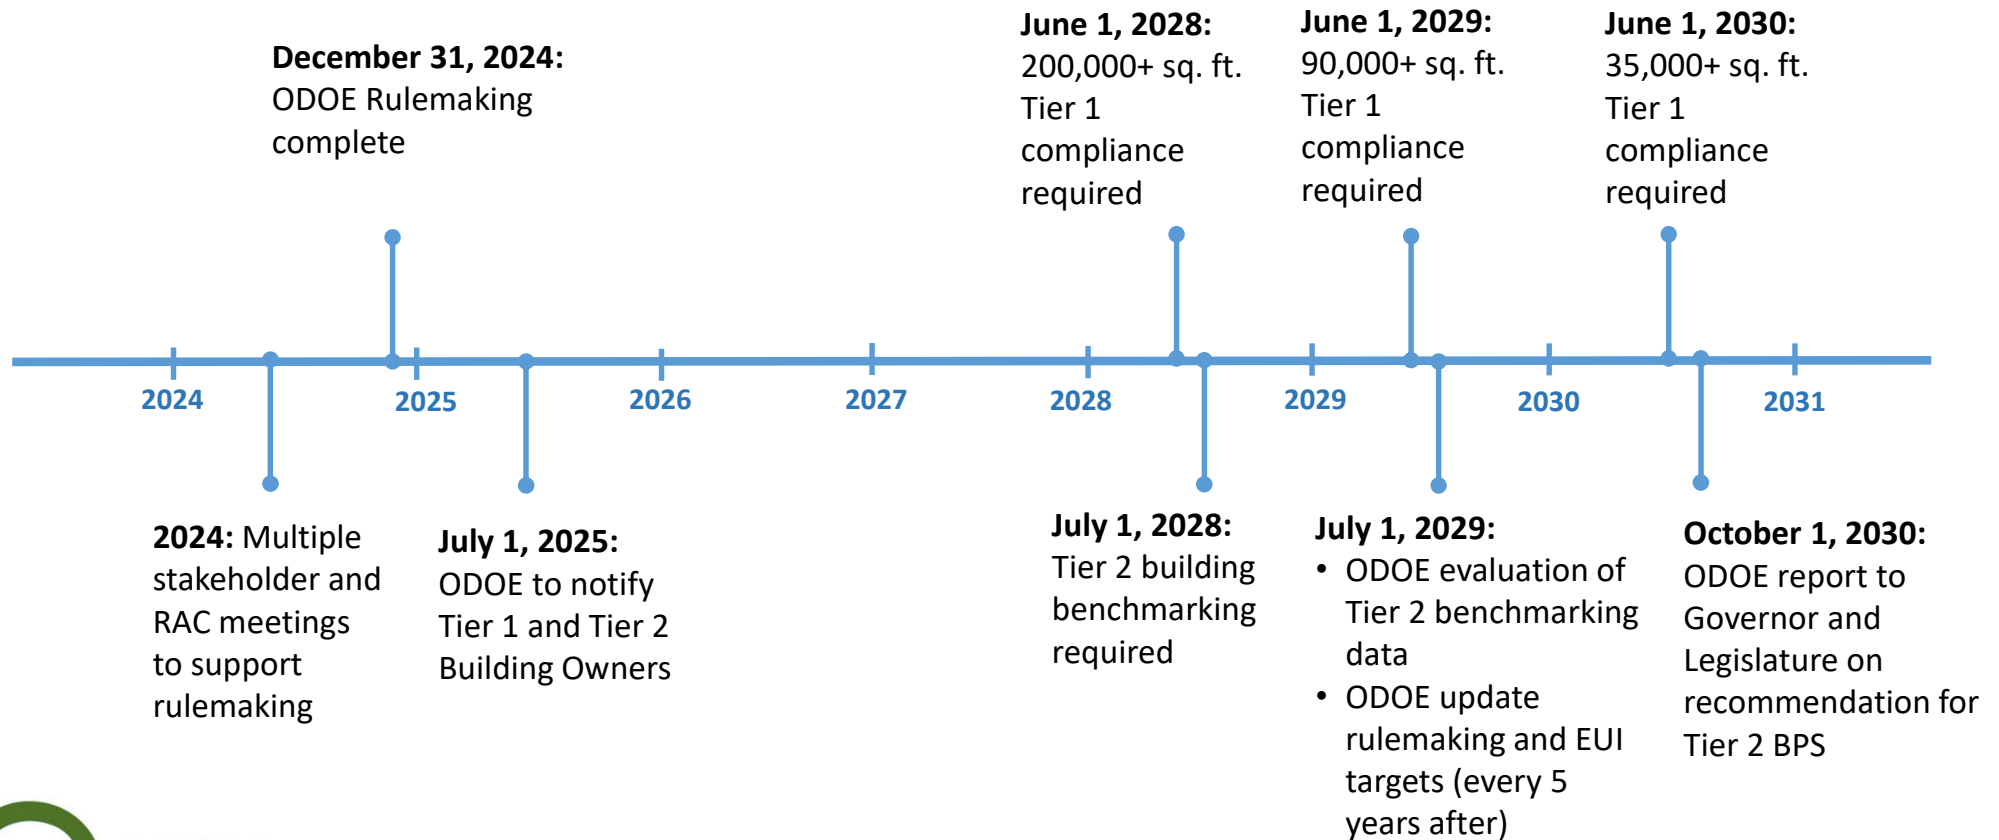 December 31, 2024:
ODOE Rulemaking
complete
June 1, 2028:
200,000+ sq. ft.
Tier 1
compliance
required
June 1, 2029:
90,000+ sq. ft.
Tier 1
compliance
required
June 1, 2030:
35,000+ sq. ft.
Tier 1
compliance
required
2024
2025
2026
2027
2028
2029
2030
2031
2024: Multiple
stakeholder and
RAC meetings
to support
rulemaking
July 1, 2025:
ODOE to notify
Tier 1 and Tier 2
Building Owners
July 1, 2028:
Tier 2 building
benchmarking
required
July 1, 2029:
• ODOE evaluation of
Tier 2 benchmarking
data
• ODOE update
rulemaking and EUI
targets (every 5
years after)
October 1, 2030:
ODOE report to
Governor and
Legislature on
recommendation for
Tier 2 BPS